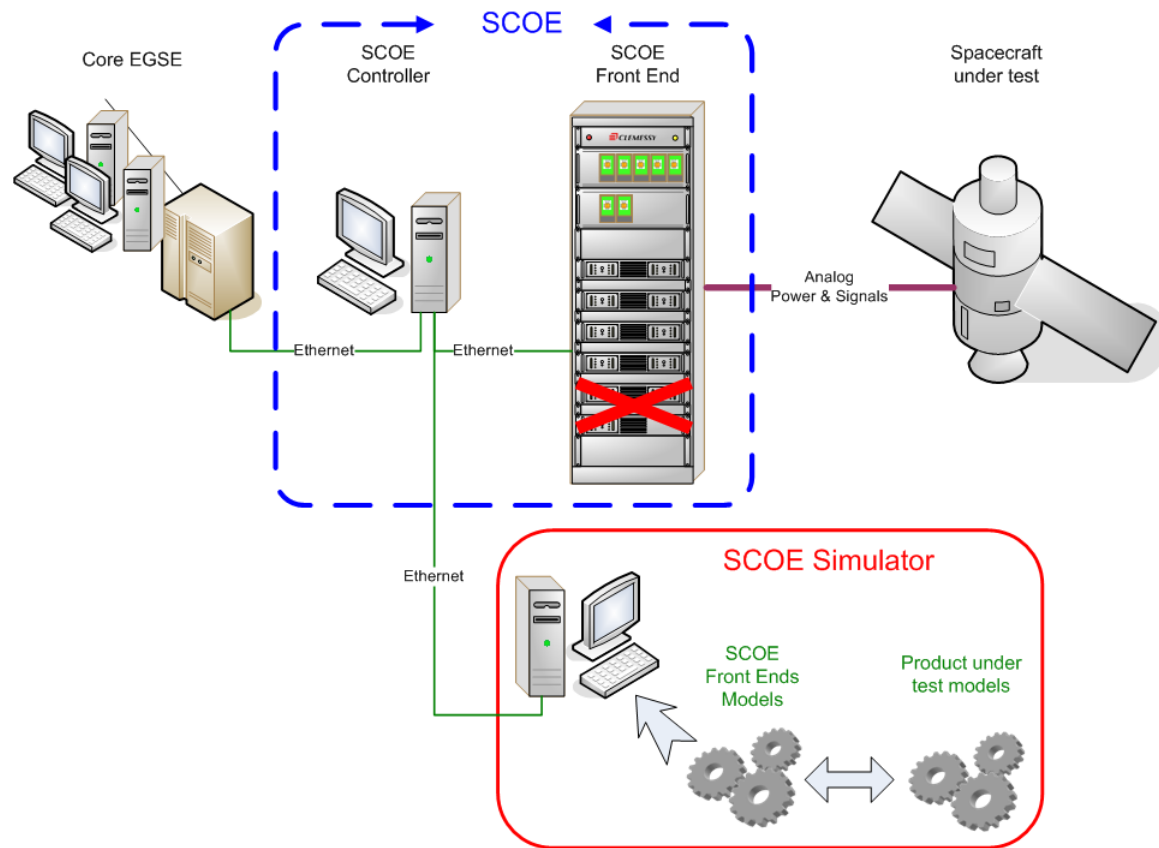 SCOE
Core EGSE
SCOE
Controller
SCOE
Front End
Spacecraft
under test
CLEMESSY
Analog
Power & Signals
Ethernet
Ethernet
Ethernet
SCOE Simulator
SCOE
Front Ends
Models
Product under
test models